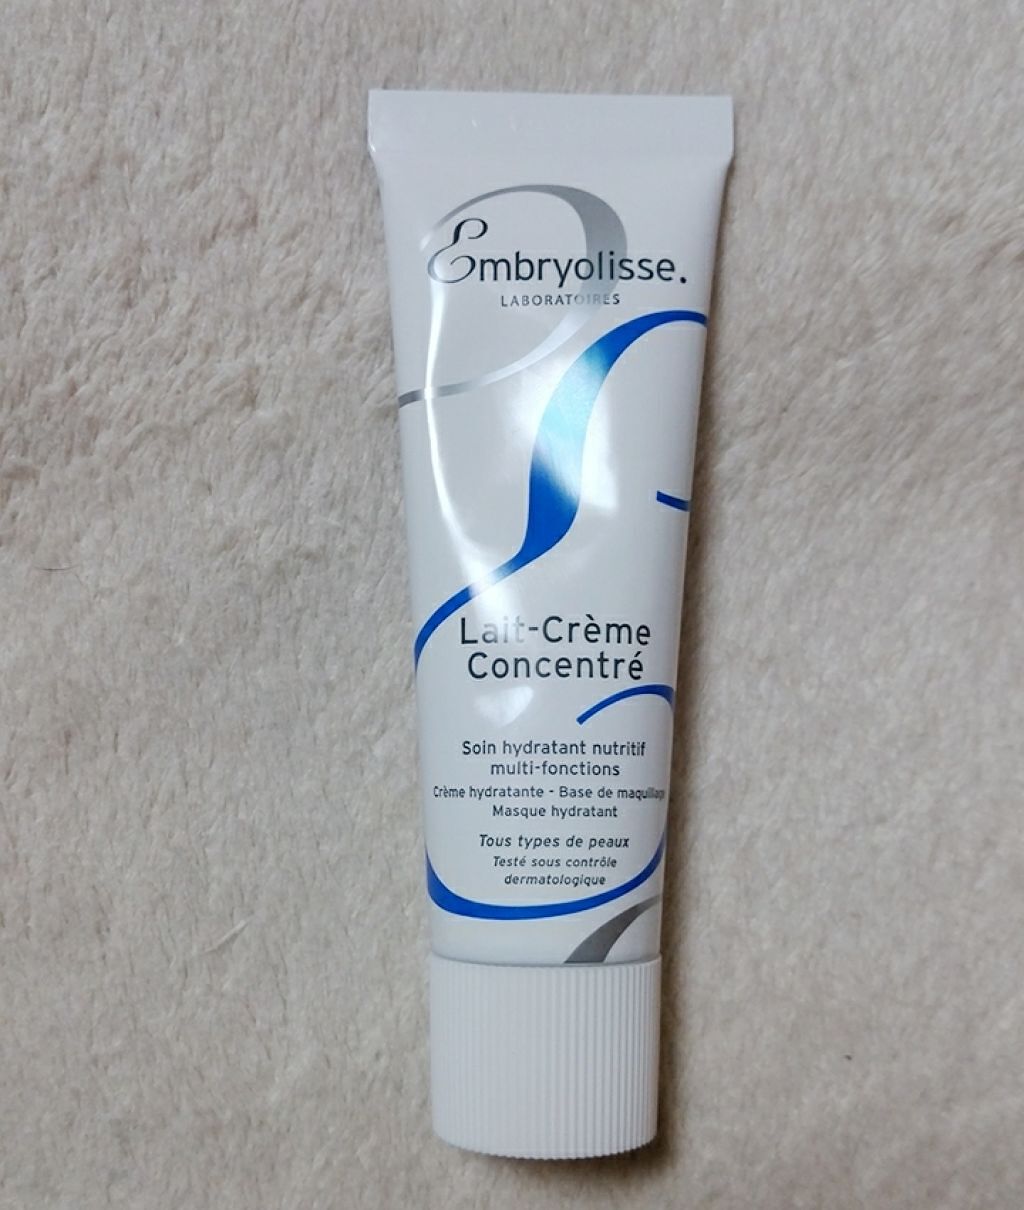 Embryolisse.
LABORATOIRES
Lait-Crème
Concentré
Soin hydratant nutritif
multi-fonctions
Crème hydratante - Base de maquillage
Masque hydratant
Tous types de peaux
Testé sous contrôle
dermatologique